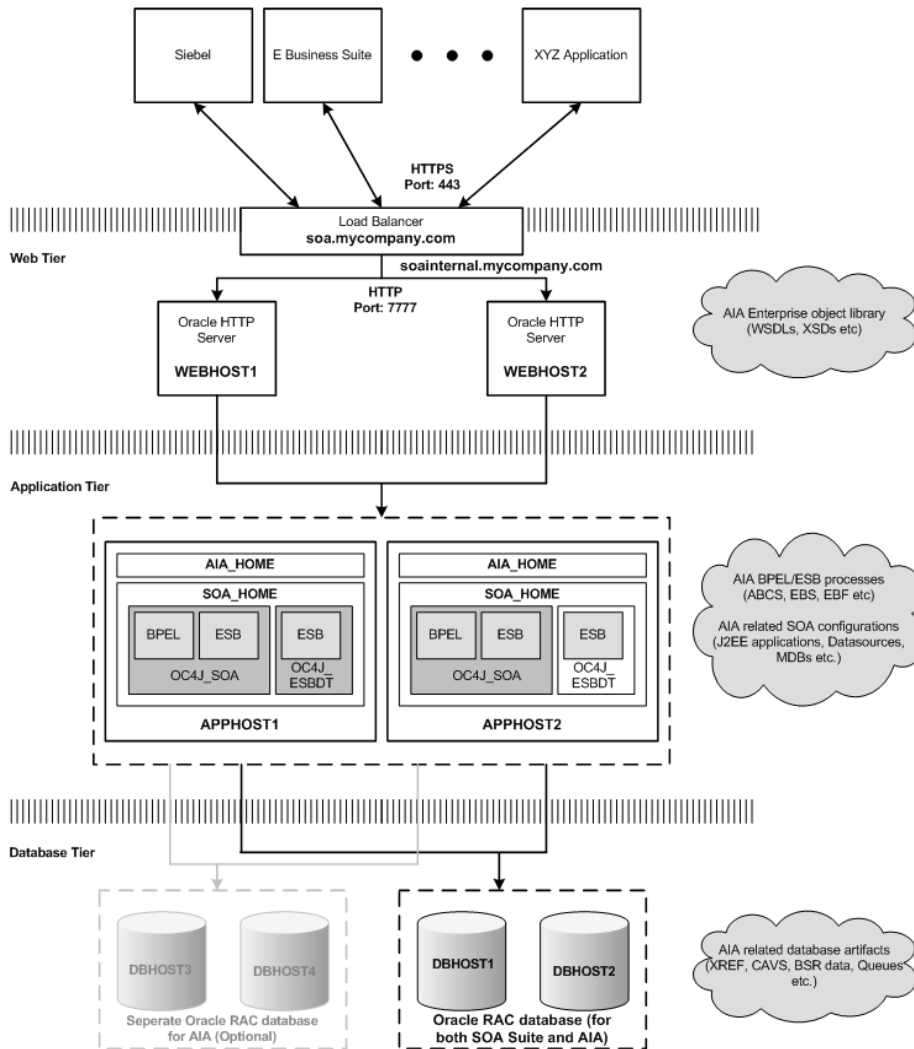 Siebel
E Business Suite
XYZ Application
HTTPS
Port: 443
Load Balancer
soa.mycompany.com
Web Tier
soainternal.mycompany.com
HTTP
Port: 7777
Oracle HTTP
Server
WEBHOST1
Oracle HTTP
Server
WEBHOST2
AIA Enterprise object library
(WSDLs, XSDs etc)
Application Tier
AIA_HOME
SOA_HOME
BPEL
ESB
OC4J_SOA
ESB
OC4J_
ESBDT
APPHOST1
AIA_HOME
SOA_HOME
BPEL
ESB
OC4J_SOA
ESB
OC4J_
ESBDT
APPHOST2
AIA BPEL/ESB processes
(ABCS, EBS, EBF etc)
AIA related SOA configurations
(J2EE applications, Datasources,
MDBs etc.)
Database Tier
DBHOST3
DBHOST4
Seperate Oracle RAC database
for AIA (Optional)
DBHOST1
DBHOST2
Oracle RAC database (for
both SOA Suite and AIA)
AIA related database artifacts
(XREF, CAVS, BSR data, Queues
etc.)